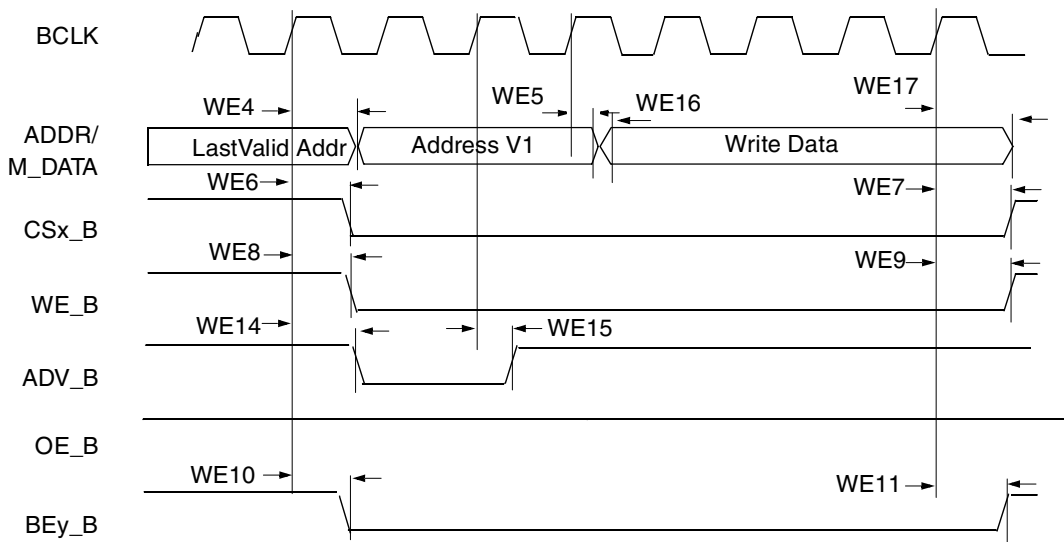 BCLK
WE4
WE5
WE16
WE17
ADDR/
M_DATA
LastValid Addr
Address V1
Write Data
WE6
WE7
CSx_B
WE8
WE9
WE_B
WE14
WE15
ADV_B
OE_B
WE10
WE11
BEy_B